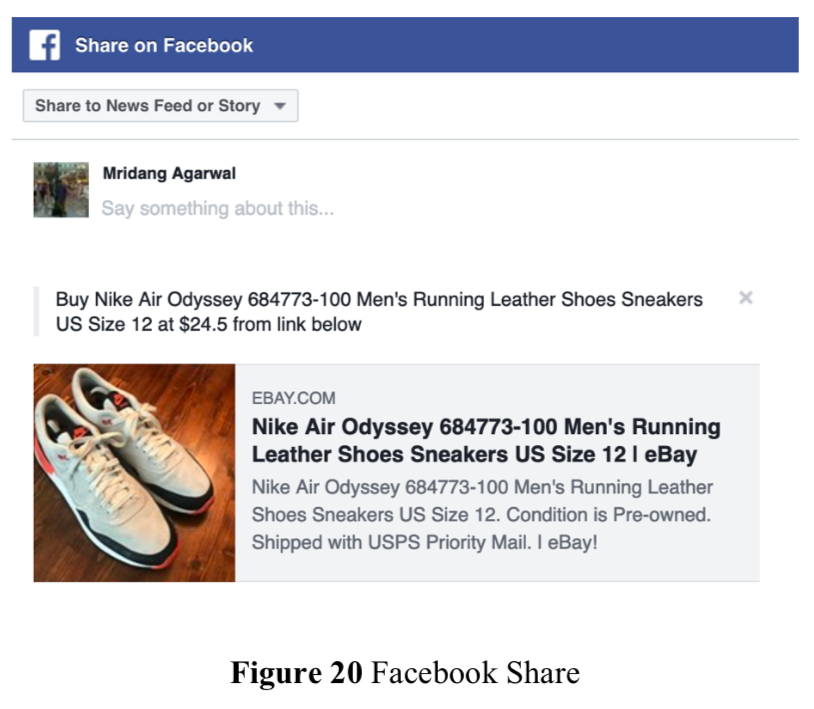 Share on Facebook
Share to News Feed or Story
Mridang Agarwal
Say something about this...
Buy Nike Air Odyssey 684773-100 Men's Running Leather Shoes Sneakers
US Size 12 at $24.5 from link below
EBAY.COM
Nike Air Odyssey 684773-100 Men's Running
Leather Shoes Sneakers US Size 12 | eBay
Nike Air Odyssey 684773-100 Men's Running Leather
Shoes Sneakers US Size 12. Condition is Pre-owned.
Shipped with USPS Priority Mail. | eBay!
Figure 20 Facebook Share